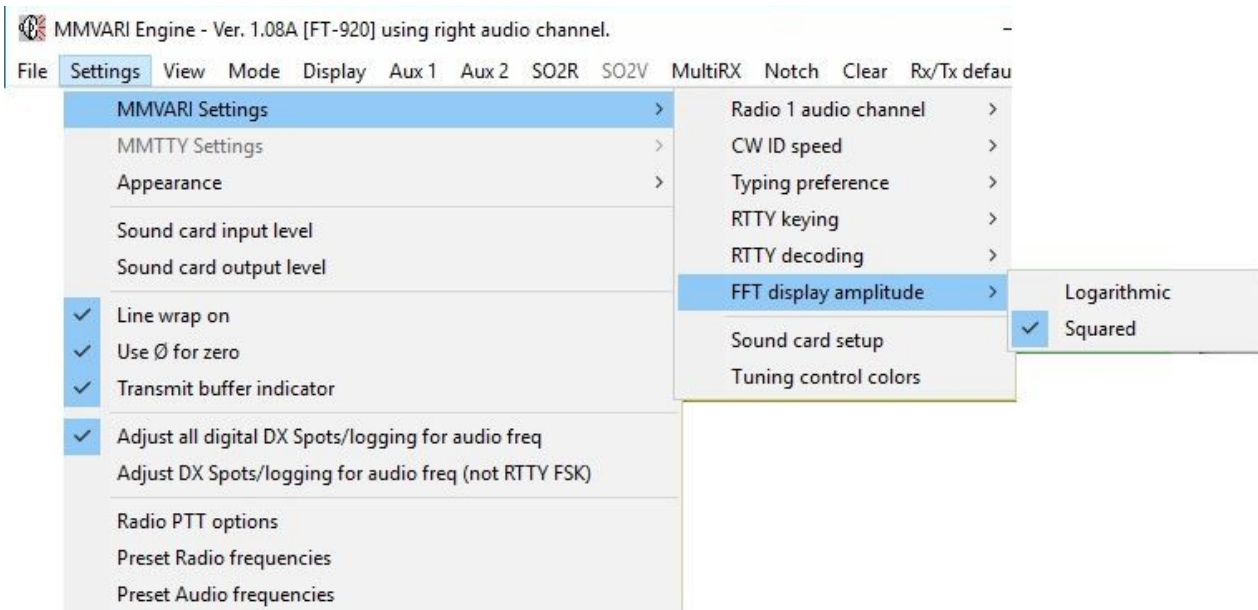 MMVARI Engine - Ver. 1.08A [FT-920] using right audio channel.
File Settings View Mode Display Aux 1 Aux 2 SO2R SO2V MultiRX Notch Clear Rx/Tx defau
MMVARI Settings
MMTTY Settings
Appearance
Sound card input level
Sound card output level
Line wrap on
Use Ø for zero
Transmit buffer indicator
Adjust all digital DX Spots/logging for audio freq
Adjust DX Spots/logging for audio freq (not RTTY FSK)
Radio PTT options
Preset Radio frequencies
Preset Audio frequencies
Radio 1 audio channel
CW ID speed
Typing preference
RTTY keying
RTTY decoding
FFT display amplitude
Sound card setup
Tuning control colors
Logarithmic
Squared